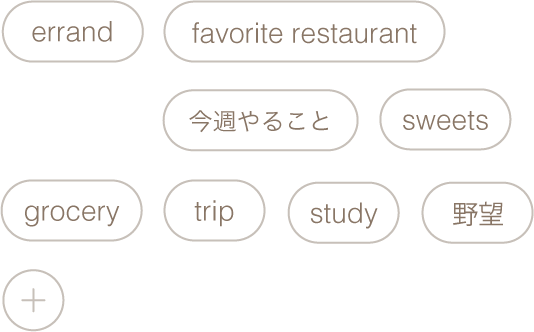 errand
favorite restaurant
今週やること
sweets
grocery
trip
study
野望
+